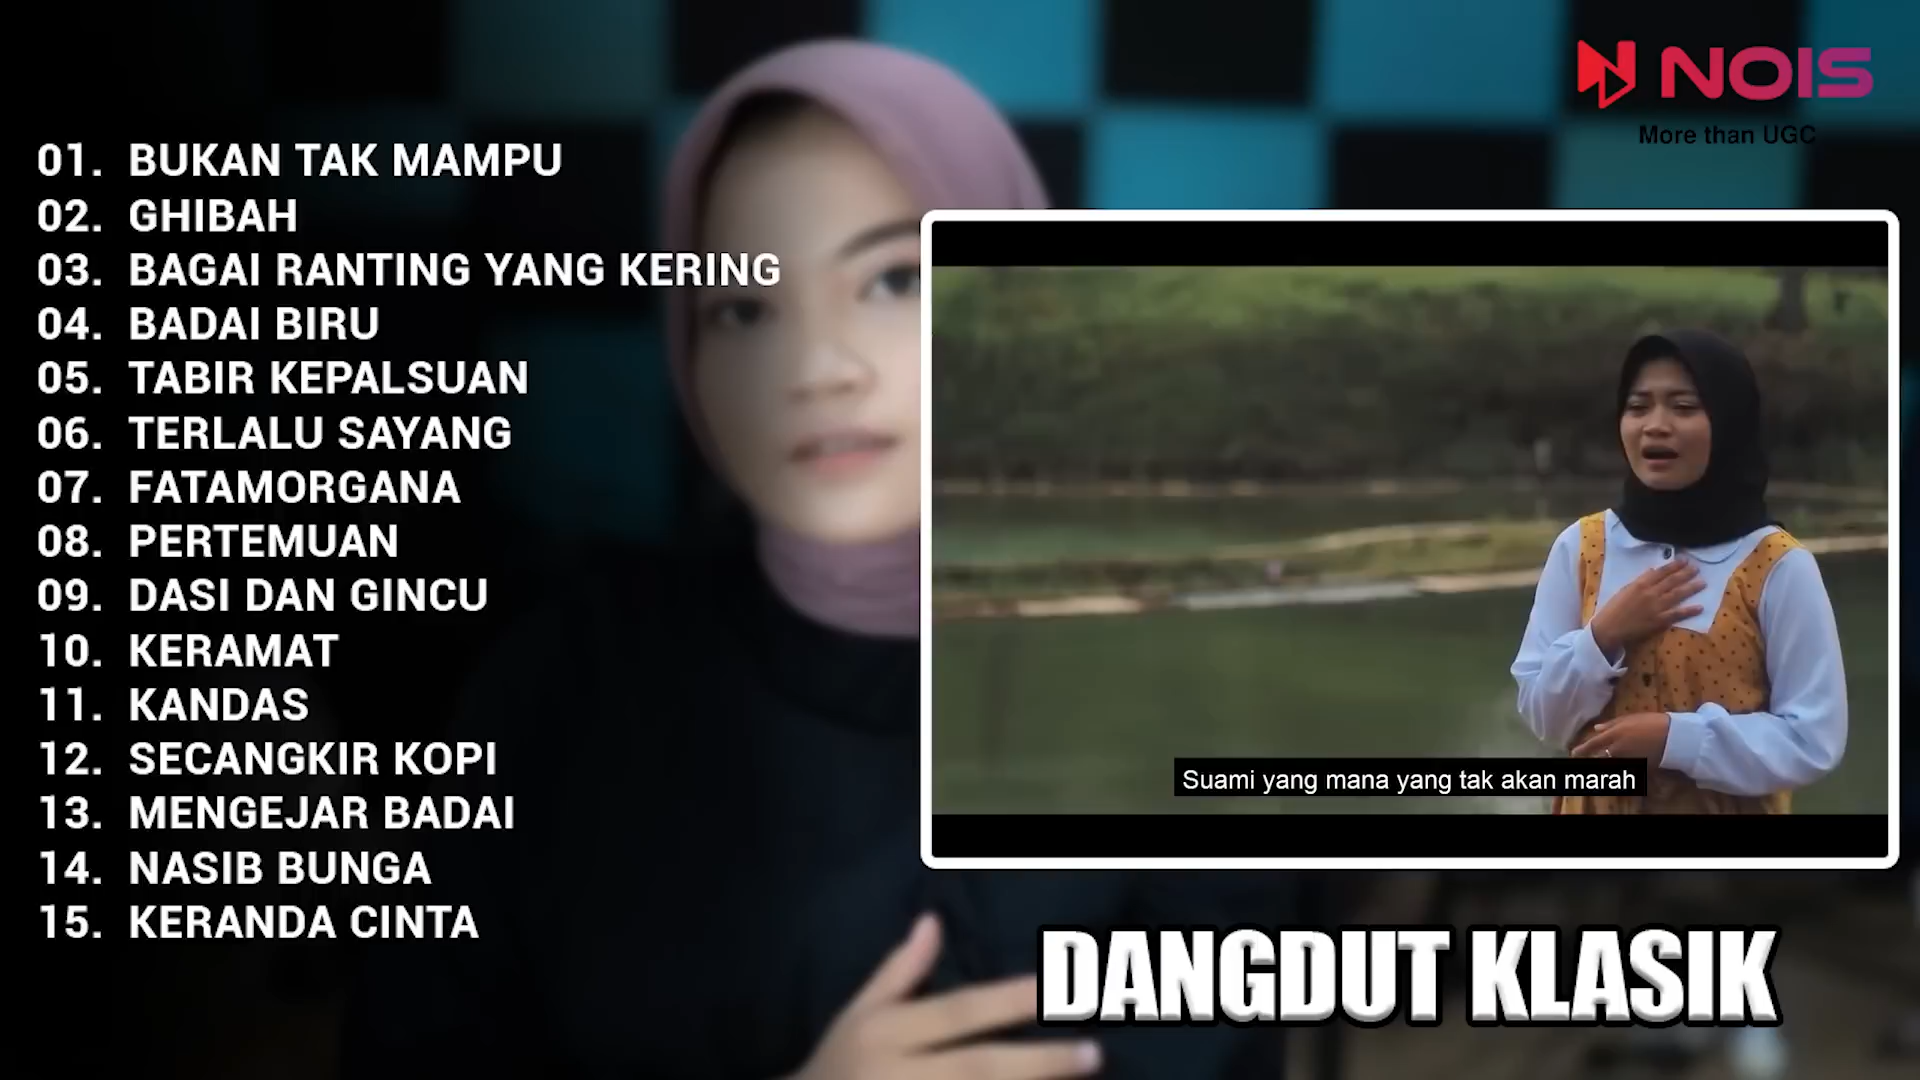 NOIS
More than UGC
01. BUKAN TAK MAMPU
02. GHIBAH
03. BAGAI RANTING YANG KERING
04. BADAI BIRU
05. TABIR KEPALSUAN
06. TERLALU SAYANG
07. FATAMORGANA
08. PERTEMUAN
09. DASI DAN GINCU
10. KERAMAT
11. KANDAS
12. SECANGKIR KOPI
13. MENGEJAR BADAI
14. NASIB BUNGA
15. KERANDA CINTA
Suami yang mana yang tak akan marah
DANGDUT KLASIK